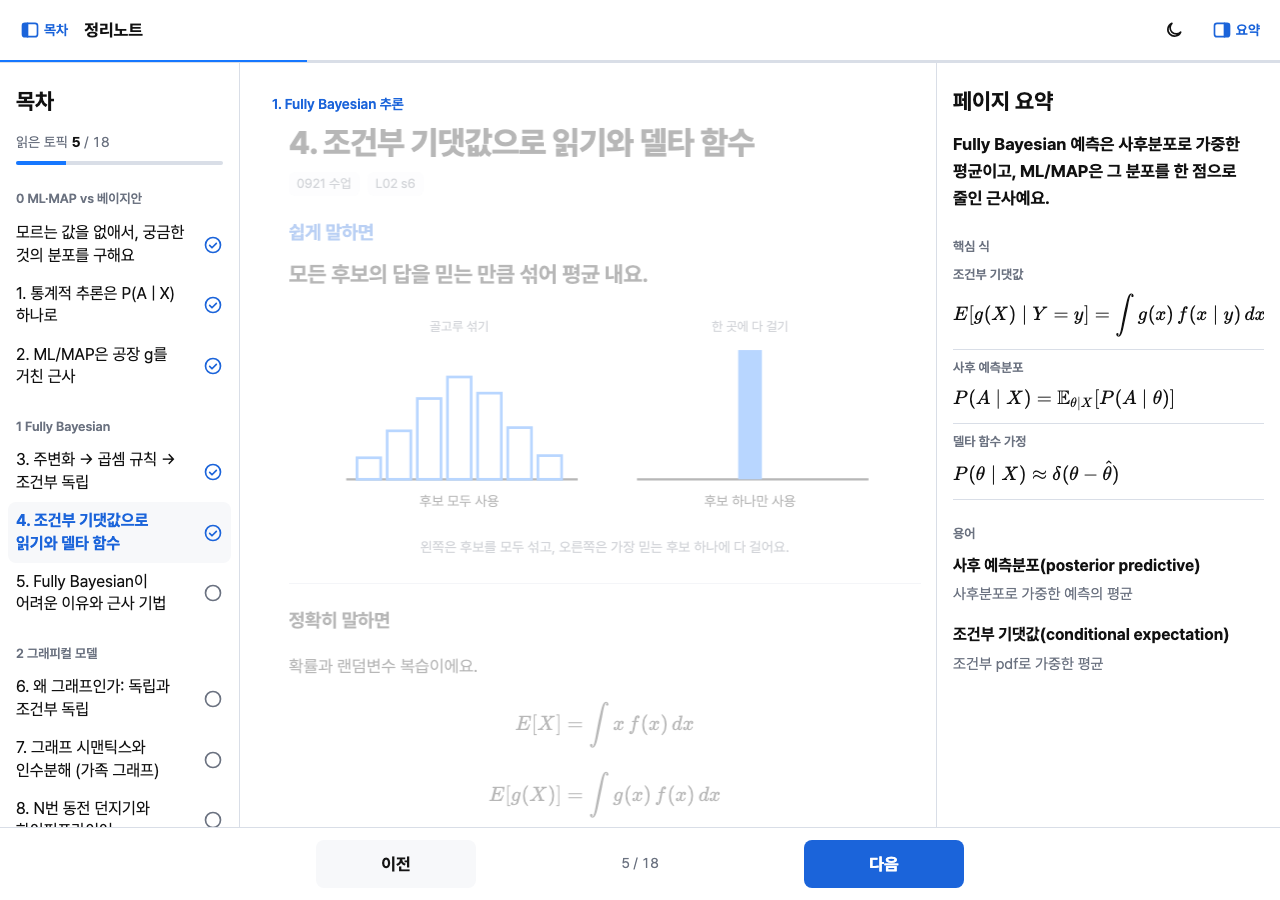 목차
정리노트
요약
목차
읽은 토픽 5 / 18
0 ML·MAP vs 베이지안
모르는 값을 없애서, 궁금한
것의 분포를 구해요
1. 통계적 추론은 P(A | X)
하나로
2. ML/MAP은 공장 g를
거친 근사
1 Fully Bayesian
3. 주변화 → 곱셈 규칙 →
조건부 독립
4. 조건부 기댓값으로
읽기와 델타 함수
5. Fully Bayesian이
어려운 이유와 근사 기법
2 그래피컬 모델
6. 왜 그래프인가: 독립과
조건부 독립
7. 그래프 시맨틱스와
인수분해 (가족 그래프)
8. N번 동전 던지기와
1. Fully Bayesian 추론
4. 조건부 기댓값으로 읽기와 델타 함수
0921 수업
L02 s6
쉽게 말하면
모든 후보의 답을 믿는 만큼 섞어 평균 내요.
골고루 섞기
한 곳에 다 걸기
후보 모두 사용
후보 하나만 사용
왼쪽은 후보를 모두 섞고, 오른쪽은 가장 믿는 후보 하나에 다 걸어요.
정확히 말하면
확률과 랜덤변수 복습이에요.
E[X] = ∫ x f(x) dx
E[g(X)] = ∫ g(x) f(x) dx
페이지 요약
Fully Bayesian 예측은 사후분포로 가중한
평균이고, ML/MAP은 그 분포를 한 점으로
줄인 근사예요.
핵심 식
조건부 기댓값
E[g(X) | Y = y] = ∫ g(x) f(x | y) dx
사후 예측분포
P(A | X) = 𝔼_{θ|X}[P(A | θ)]
델타 함수 가정
P(θ | X) ≈ δ(θ − θ̂)
용어
사후 예측분포(posterior predictive)
사후분포로 가중한 예측의 평균
조건부 기댓값(conditional expectation)
조건부 pdf로 가중한 평균
이전
5 / 18
다음